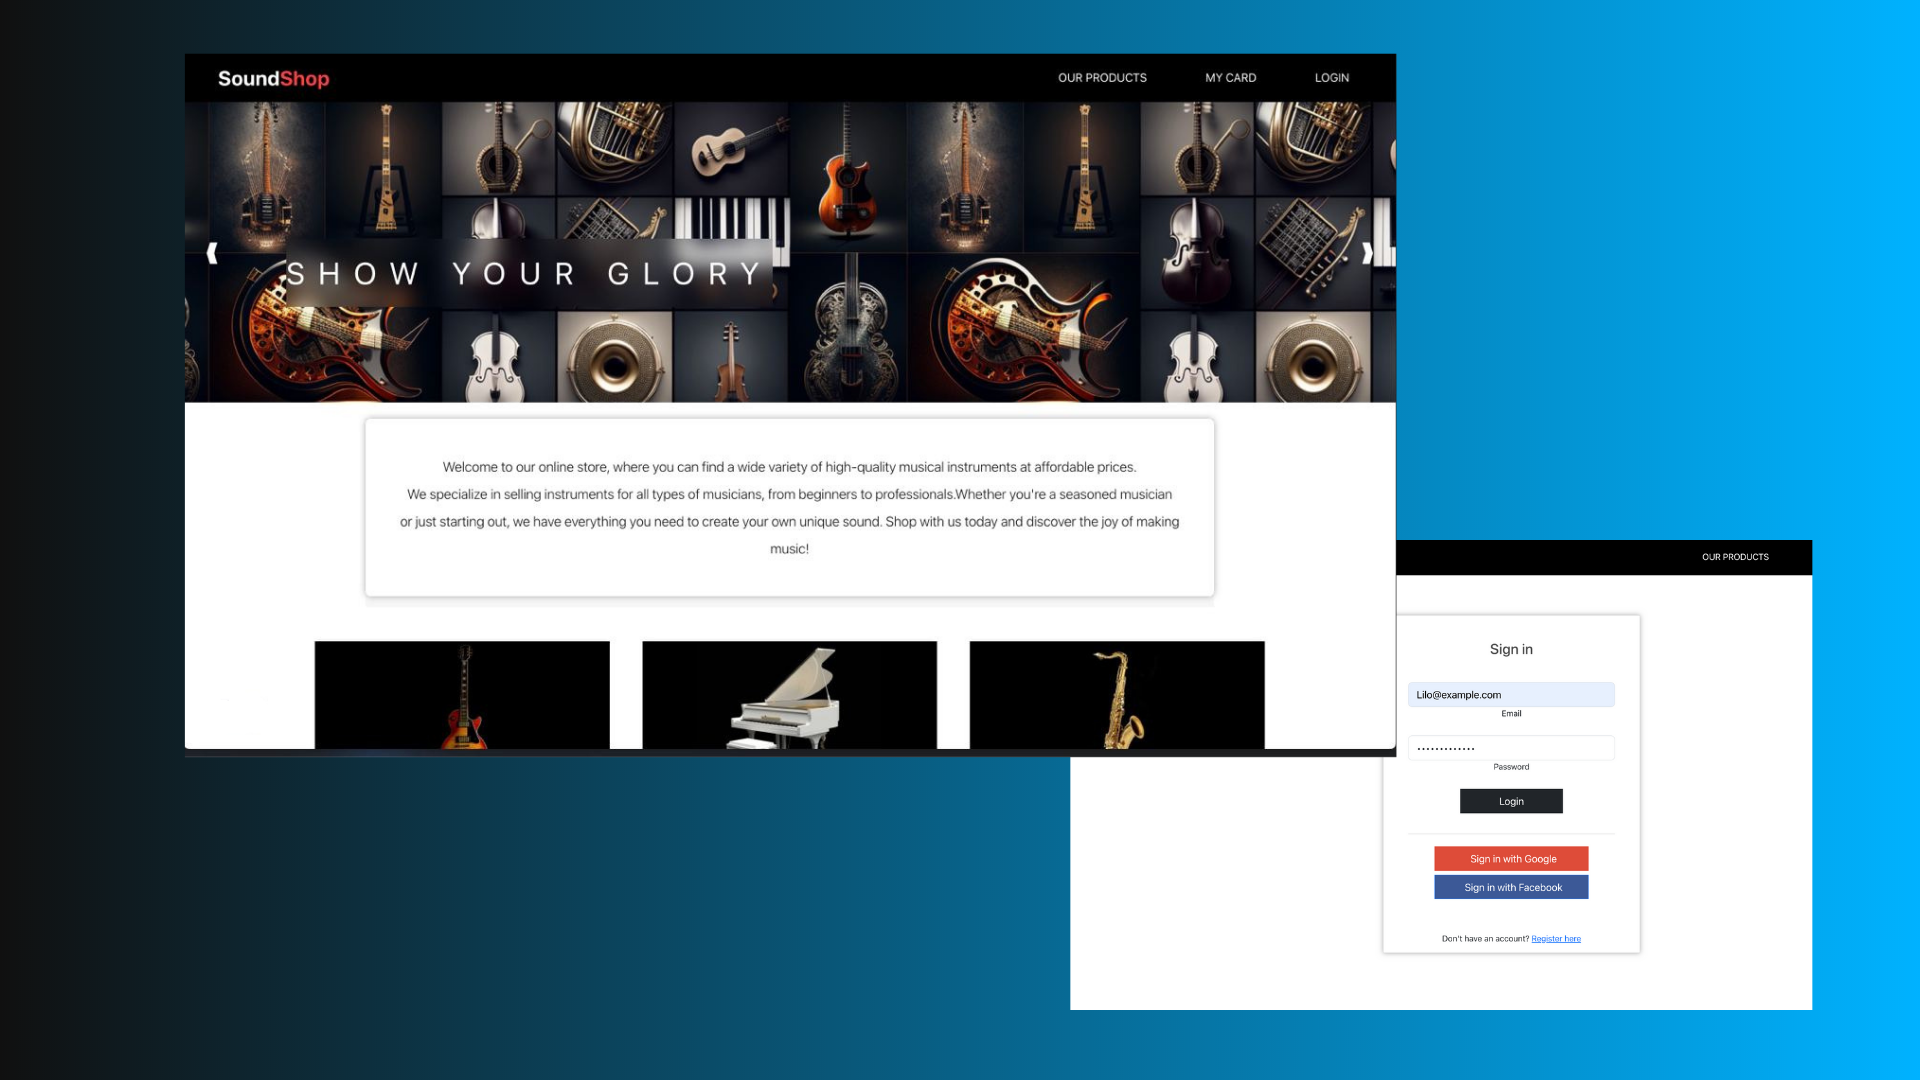 SoundShop
OUR PRODUCTS MY CARD LOGIN
SHOW YOUR GLORY
Welcome to our online store, where you can find a wide variety of high-quality musical instruments at affordable prices.
We specialize in selling instruments for all types of musicians, from beginners to professionals.Whether you're a seasoned musician
or just starting out, we have everything you need to create your own unique sound. Shop with us today and discover the joy of making
music!
OUR PRODUCTS
Sign in
Lilo@example.com
Email
•••••••••••••
Password
Login
Sign in with Google
Sign in with Facebook
Don't have an account? Register here